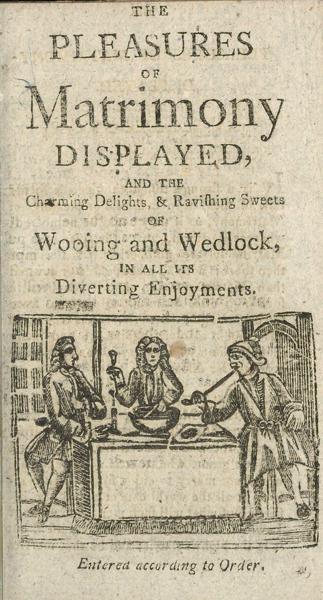 THE
PLEASURES
OF
Matrimony
DISPLAYED,
AND THE
Charming Delights, & Raviſhing Sweets
OF
Wooing and Wedlock,
IN ALL ITS
Diverting Enjoyments.
Entered according to Order.